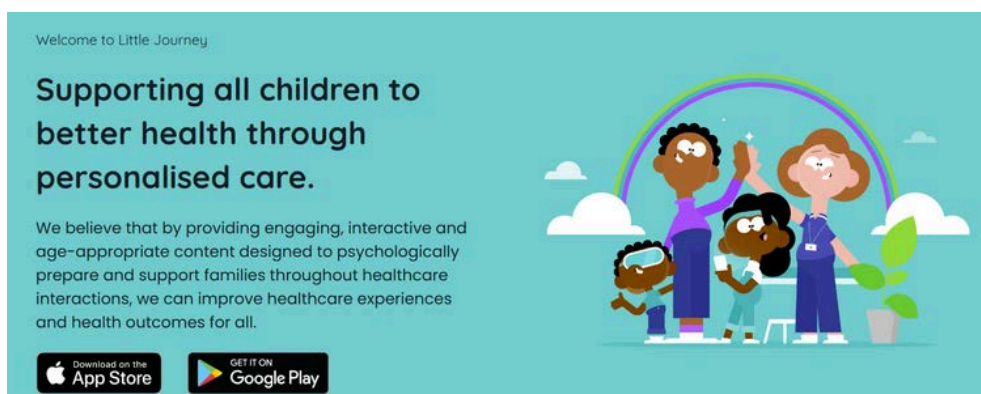 Welcome to Little Journey
Supporting all children to
better health through
personalised care.
We believe that by providing engaging, interactive and
age-appropriate content designed to psychologically
prepare and support families throughout healthcare
interactions, we can improve healthcare experiences
and health outcomes for all.
Download on the
App Store
GET IT ON
Google Play